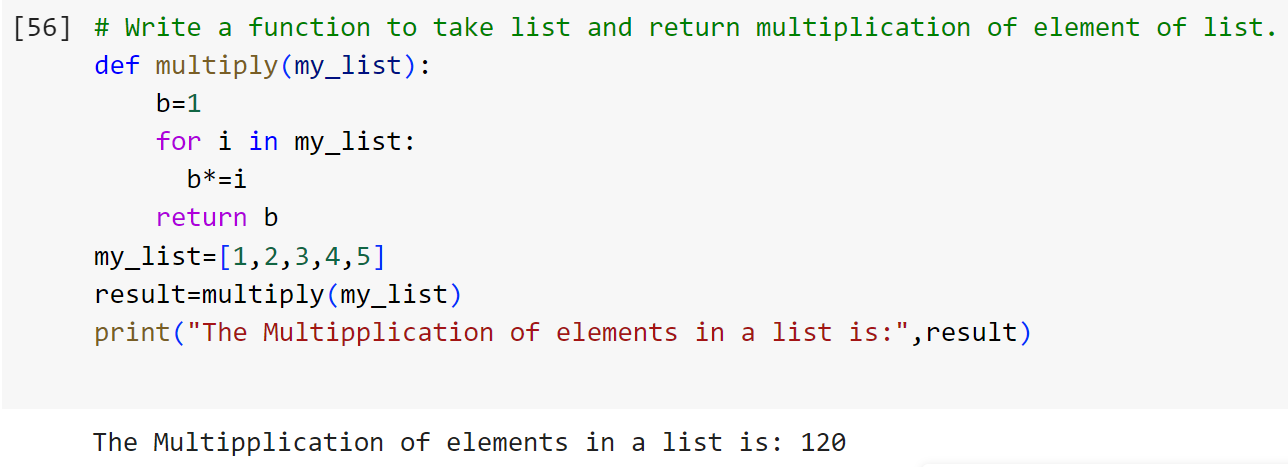 [56] # Write a function to take list and return multiplication of element of list.
def multiply(my_list):
    b=1
    for i in my_list:
      b*=i
    return b
my_list=[1,2,3,4,5]
result=multiply(my_list)
print("The Multipplication of elements in a list is:",result)
The Multipplication of elements in a list is: 120